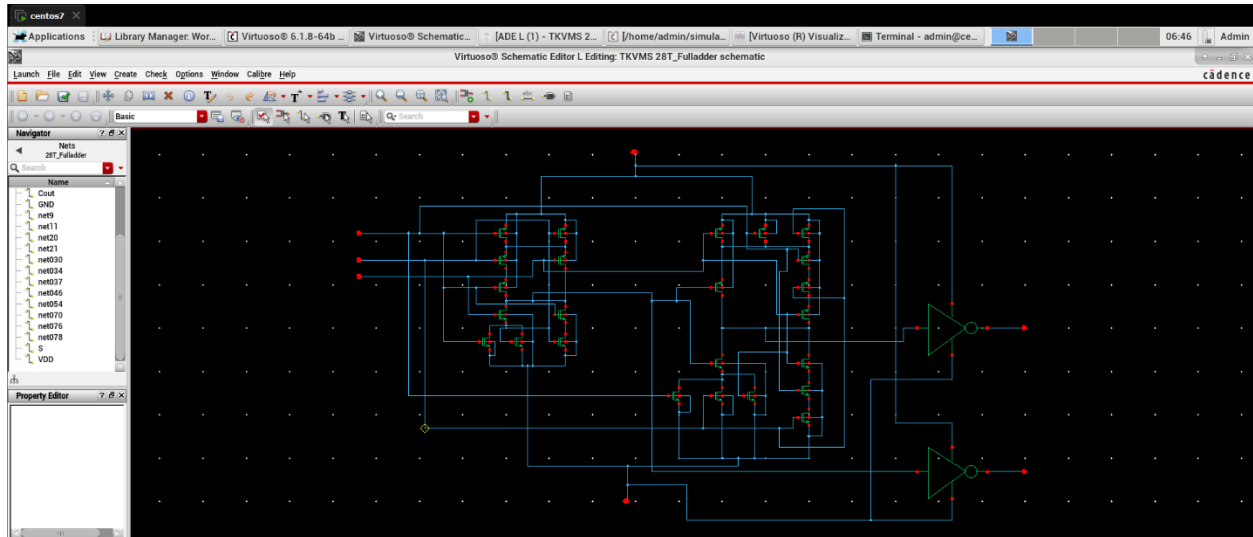 centos7 ×
Applications Library Manager: Wor... Virtuoso® 6.1.8-64b ... Virtuoso® Schematic... [ADE L (1) - TKVMS 2... [/home/admin/simula... [Virtuoso (R) Visualiz... Terminal - admin@ce... 06:46 Admin
Virtuoso® Schematic Editor L Editing: TKVMS 28T_Fulladder schematic
Launch File Edit View Create Check Options Window Calibre Help cādence
Basic Search
Navigator ? ×
Nets
28T_Fulladder
Search
Name
Cout
GND
net9
net11
net20
net21
net030
net034
net037
net046
net054
net070
net076
net078
S
VDD
Property Editor ? ×